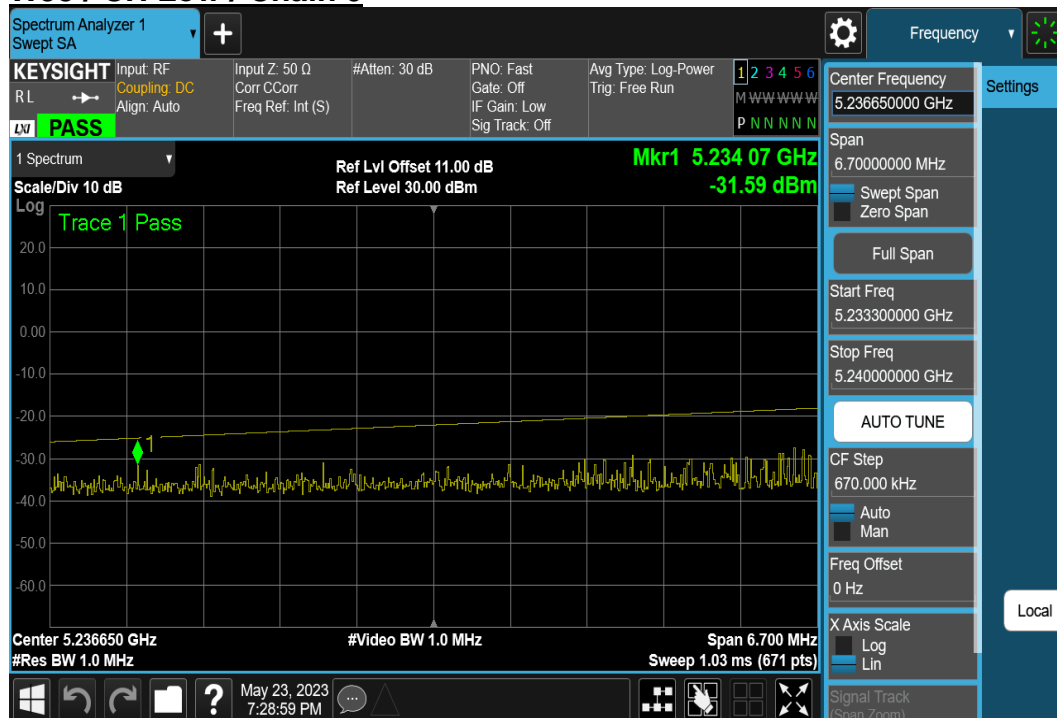 Spectrum Analyzer 1
Swept SA
Frequency
KEYSIGHT
RL
LXI
PASS
Input: RF
Coupling: DC
Align: Auto
Input Z: 50 Ω
Corr CCorr
Freq Ref: Int (S)
#Atten: 30 dB
PNO: Fast
Gate: Off
IF Gain: Low
Sig Track: Off
Avg Type: Log-Power
Trig: Free Run
1 2 3 4 5 6
M W W W W W
P N N N N N
1 Spectrum
Scale/Div 10 dB
Ref Lvl Offset 11.00 dB
Ref Level 30.00 dBm
Mkr1 5.234 07 GHz
-31.59 dBm
Log
Trace 1 Pass
20.0
10.0
0.00
-10.0
-20.0
-30.0
-40.0
-50.0
-60.0
1
Center 5.236650 GHz
#Res BW 1.0 MHz
#Video BW 1.0 MHz
Span 6.700 MHz
Sweep 1.03 ms (671 pts)
May 23, 2023
7:28:59 PM
Center Frequency
5.236650000 GHz
Span
6.70000000 MHz
Swept Span
Zero Span
Full Span
Start Freq
5.233300000 GHz
Stop Freq
5.240000000 GHz
AUTO TUNE
CF Step
670.000 kHz
Auto
Man
Freq Offset
0 Hz
X Axis Scale
Log
Lin
Signal Track
(Span Zoom)
Settings
Local